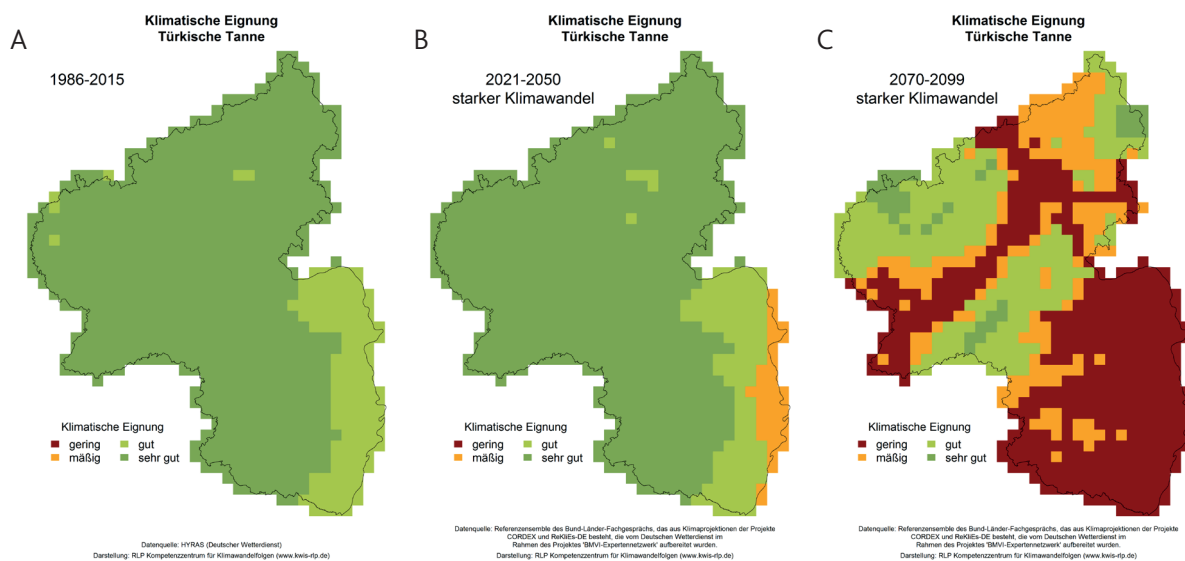 A
Klimatische Eignung
Türkische Tanne
1986-2015
Klimatische Eignung
gering
gut
mäßig
sehr gut
Datenquelle: HYRAS (Deutscher Wetterdienst)
Darstellung: RLP Kompetenzzentrum für Klimawandelfolgen (www.kwis-rlp.de)
B
Klimatische Eignung
Türkische Tanne
2021-2050
starker Klimawandel
Klimatische Eignung
gering
gut
mäßig
sehr gut
Datenquelle: Referenzensemble des Bund-Länder-Fachgesprächs, das aus Klimaprojektionen der Projekte
CORDEX und ReKliEs-DE besteht, die vom Deutschen Wetterdienst im
Rahmen des Projektes 'BMVI-Expertennetzwerk' aufbereitet wurden.
Darstellung: RLP Kompetenzzentrum für Klimawandelfolgen (www.kwis-rlp.de)
C
Klimatische Eignung
Türkische Tanne
2070-2099
starker Klimawandel
Klimatische Eignung
gering
gut
mäßig
sehr gut
Datenquelle: Referenzensemble des Bund-Länder-Fachgesprächs, das aus Klimaprojektionen der Projekte
CORDEX und ReKliEs-DE besteht, die vom Deutschen Wetterdienst im
Rahmen des Projektes 'BMVI-Expertennetzwerk' aufbereitet wurden.
Darstellung: RLP Kompetenzzentrum für Klimawandelfolgen (www.kwis-rlp.de)